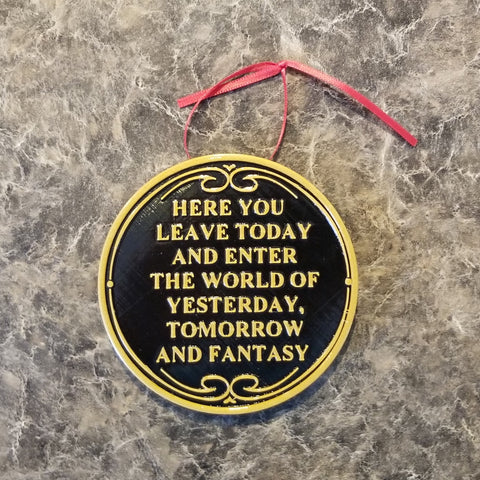 HERE YOU
LEAVE TODAY
AND ENTER
THE WORLD OF
YESTERDAY,
TOMORROW
AND FANTASY